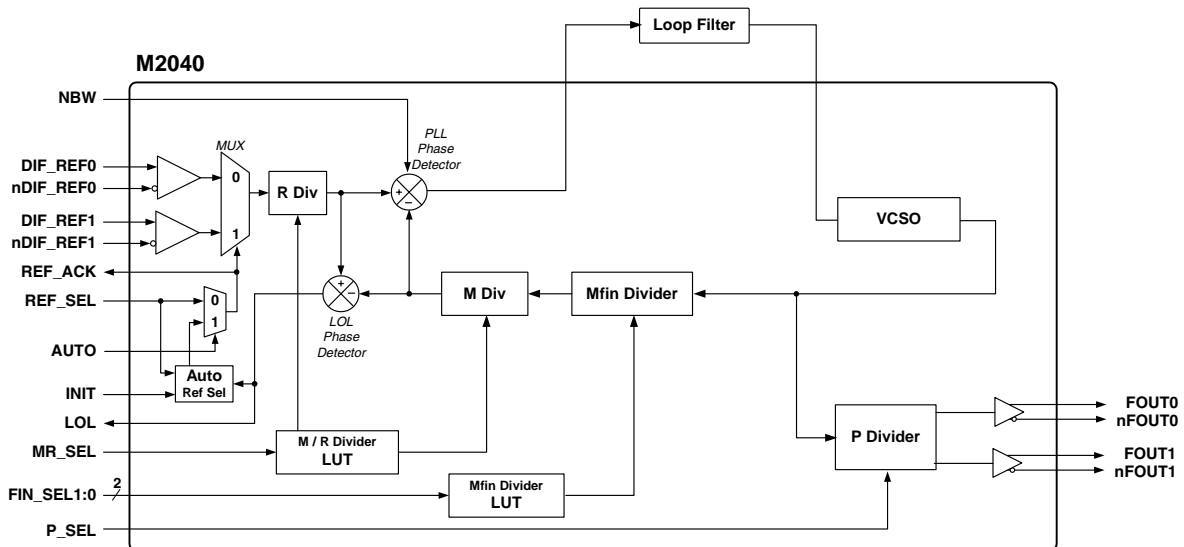 Loop Filter
M2040
NBW
PLL
Phase
Detector
MUX
DIF_REF0
nDIF_REF0
0
R Div
+
–
DIF_REF1
nDIF_REF1
1
VCSO
REF_ACK
REF_SEL
0
1
+
–
LOL
Phase
Detector
M Div
Mfin Divider
AUTO
Auto
Ref Sel
INIT
LOL
MR_SEL
M / R Divider
LUT
P Divider
FOUT0
nFOUT0
FOUT1
nFOUT1
FIN_SEL1:0
2
Mfin Divider
LUT
P_SEL